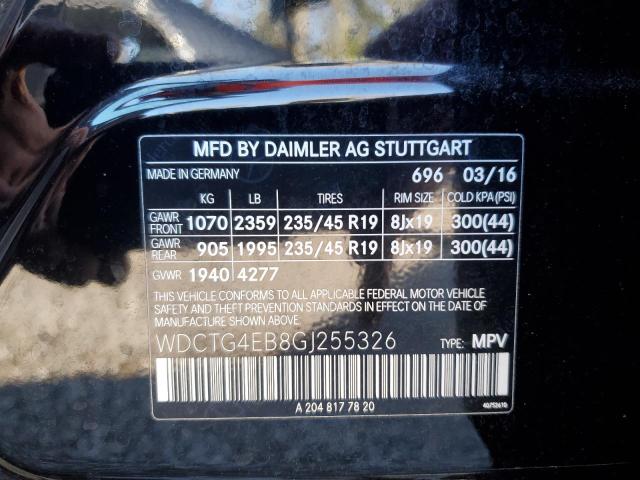 MFD BY DAIMLER AG STUTTGART
MADE IN GERMANY 696 03/16
KG LB TIRES RIM SIZE COLD KPA (PSI)
GAWR FRONT 1070 2359 235/45 R19 8Jx19 300(44)
GAWR REAR 905 1995 235/45 R19 8Jx19 300(44)
GVWR 1940 4277
THIS VEHICLE CONFORMS TO ALL APPLICABLE FEDERAL MOTOR VEHICLE
SAFETY AND THEFT PREVENTION STANDARDS IN EFFECT ON THE DATE
OF MANUFACTURE SHOWN ABOVE.
WDCTG4EB8GJ255326 TYPE: MPV
A 204 817 78 20